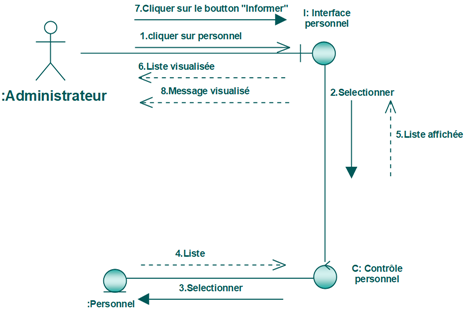 7.Cliquer sur le boutton "Informer"
I: Interface
personnel
1.cliquer sur personnel
6.Liste visualisée
:Administrateur
8.Message visualisé
2.Selectionner
5.Liste affichée
4.Liste
C: Contrôle
personnel
3.Selectionner
:Personnel